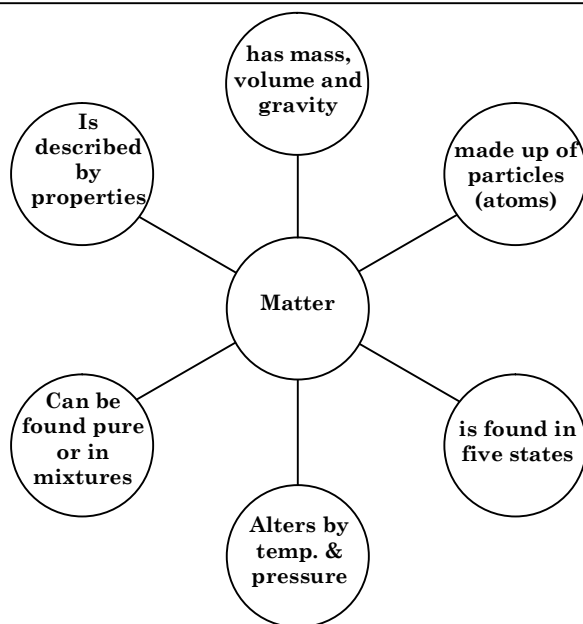 has mass,
volume and
gravity
Is
described
by
properties
made up of
particles
(atoms)
Matter
Can be
found pure
or in
mixtures
is found in
five states
Alters by
temp. &
pressure